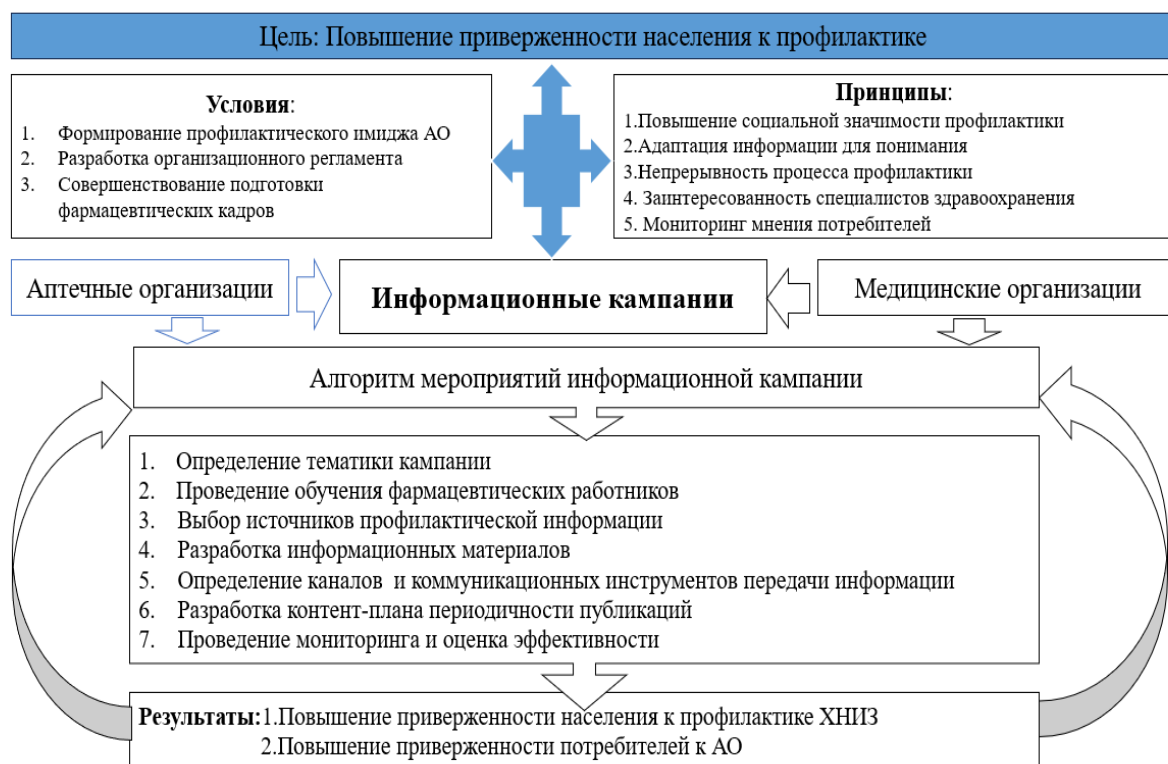 Цель: Повышение приверженности населения к профилактике
Условия:
1. Формирование профилактического имиджа АО
2. Разработка организационного регламента
3. Совершенствование подготовки
фармацевтических кадров
Принципы:
1.Повышение социальной значимости профилактики
2.Адаптация информации для понимания
3.Непрерывность процесса профилактики
4. Заинтересованность специалистов здравоохранения
5. Мониторинг мнения потребителей
Аптечные организации
Информационные кампании
Медицинские организации
Алгоритм мероприятий информационной кампании
1. Определение тематики кампании
2. Проведение обучения фармацевтических работников
3. Выбор источников профилактической информации
4. Разработка информационных материалов
5. Определение каналов и коммуникационных инструментов передачи информации
6. Разработка контент-плана периодичности публикаций
7. Проведение мониторинга и оценка эффективности
Результаты:1.Повышение приверженности населения к профилактике ХНИЗ
2.Повышение приверженности потребителей к АО